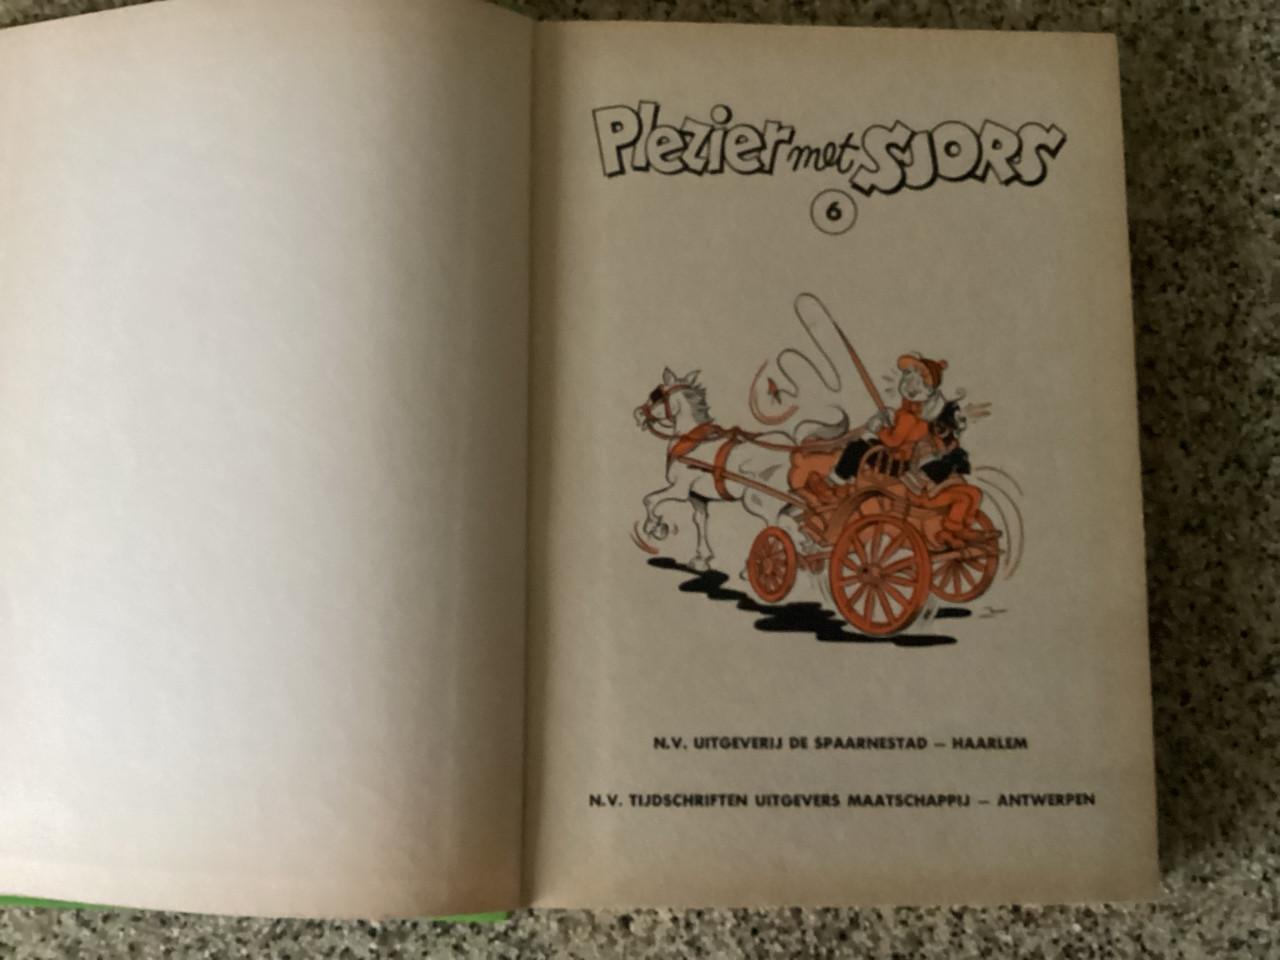 Plezier met SJORS
6
N.V. UITGEVERIJ DE SPAARNESTAD – HAARLEM
N.V. TIJDSCHRIFTEN UITGEVERS MAATSCHAPPIJ – ANTWERPEN